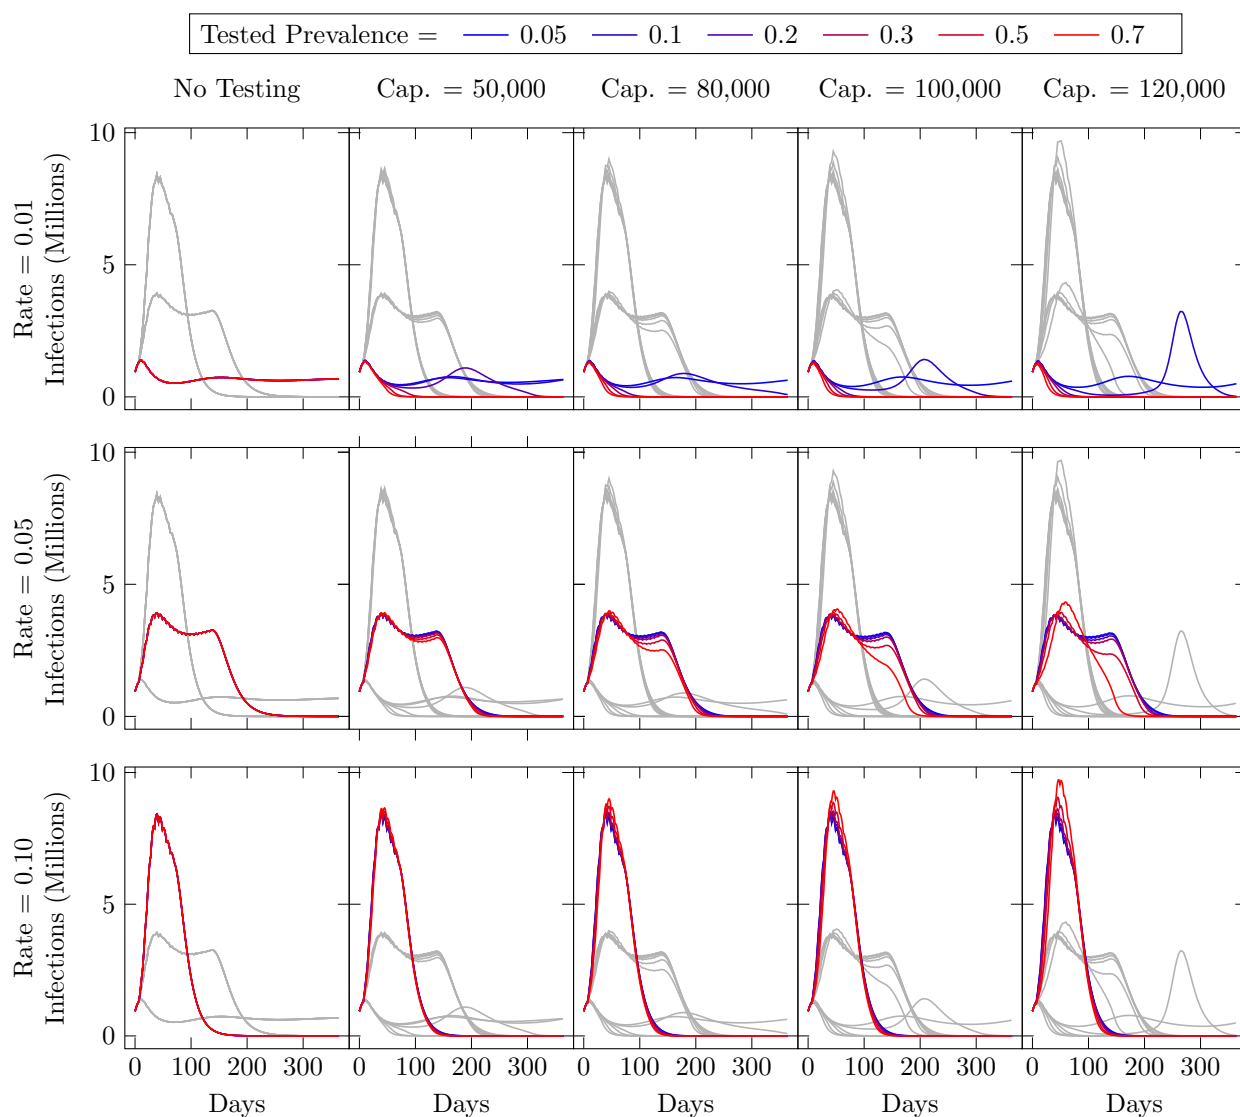 Tested Prevalence = 0.05 0.1 0.2 0.3 0.5 0.7
No Testing Cap. = 50,000 Cap. = 80,000 Cap. = 100,000 Cap. = 120,000
Rate = 0.01
Infections (Millions)
10
5
0
Rate = 0.05
Infections (Millions)
10
5
0
Rate = 0.10
Infections (Millions)
10
5
0
0 100 200 300 0 100 200 300 0 100 200 300 0 100 200 300 0 100 200 300
Days Days Days Days Days